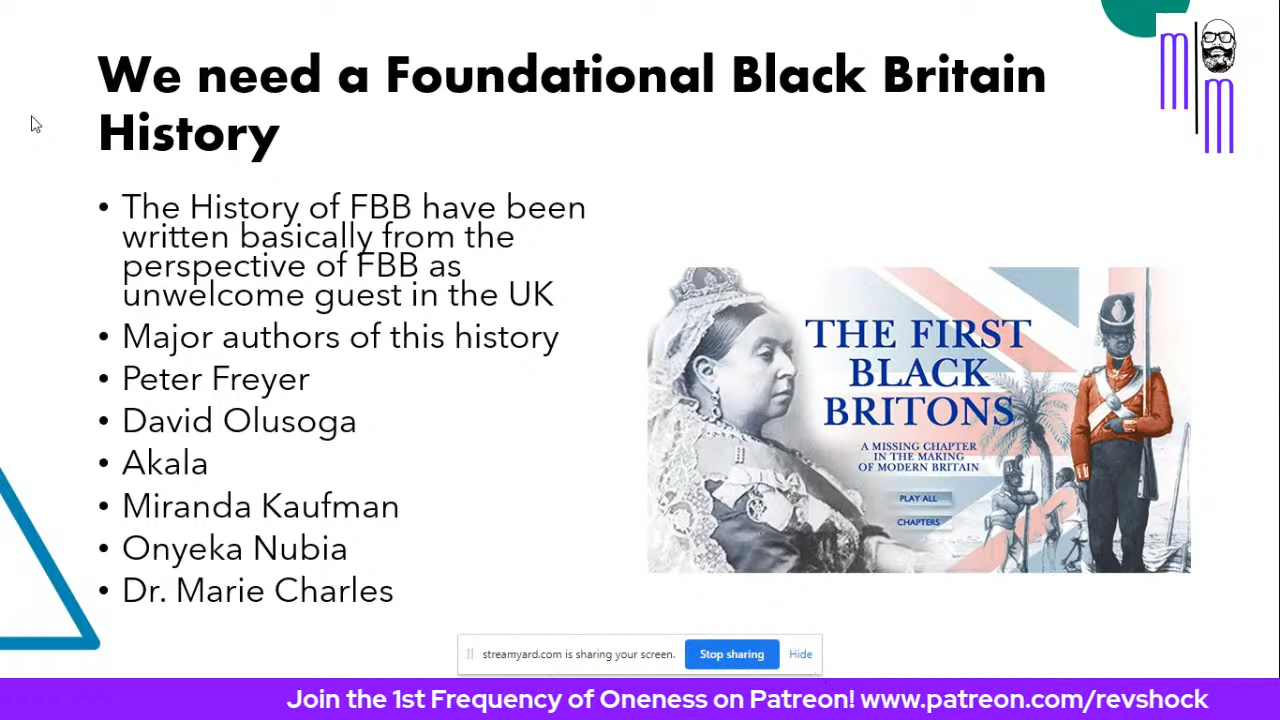 We need a Foundational Black Britain
History
• The History of FBB have been
written basically from the
perspective of FBB as
unwelcome guest in the UK
• Major authors of this history
• Peter Freyer
• David Olusoga
• Akala
• Miranda Kaufman
• Onyeka Nubia
• Dr. Marie Charles
THE FIRST
BLACK
BRITONS
A MISSING CHAPTER
IN THE MAKING
OF MODERN BRITAIN
PLAY ALL
CHAPTERS
m
m
streamyard.com is sharing your screen. Stop sharing Hide
Join the 1st Frequency of Oneness on Patreon! www.patreon.com/revshock